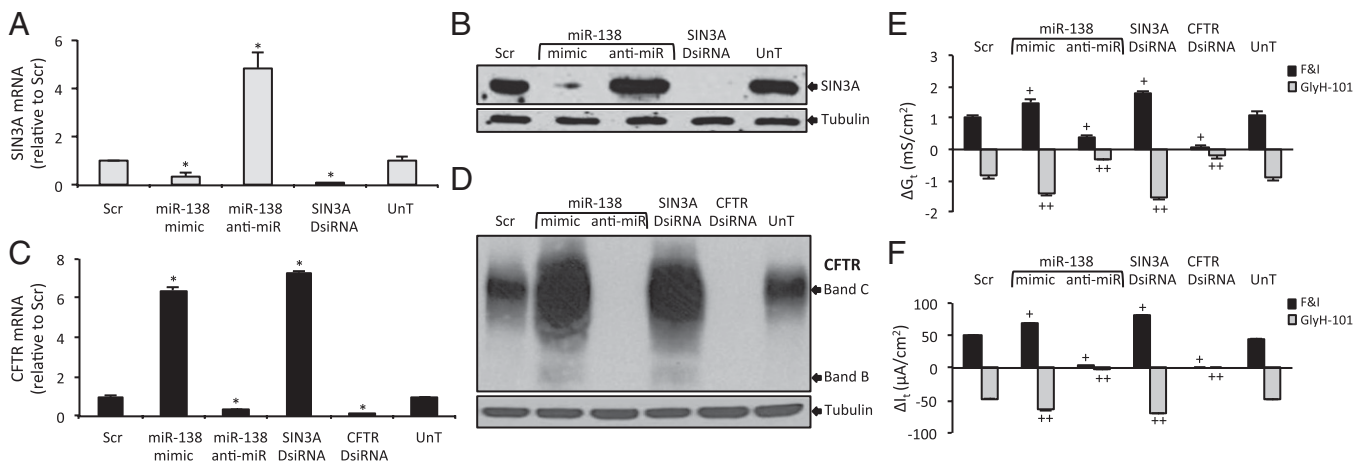 A
SIN3A mRNA
(relative to Scr)
6
4
2
0
*
*
*
Scr
miR-138
mimic
miR-138
anti-miR
SIN3A
DsiRNA
UnT
B
Scr
miR-138
mimic
anti-miR
SIN3A
DsiRNA
UnT
SIN3A
Tubulin
C
CFTR mRNA
(relative to Scr)
8
6
4
2
0
*
*
*
*
Scr
miR-138
mimic
miR-138
anti-miR
SIN3A
DsiRNA
CFTR
DsiRNA
UnT
D
Scr
miR-138
mimic
anti-miR
SIN3A
DsiRNA
CFTR
DsiRNA
UnT
CFTR
Band C
Band B
Tubulin
E
Scr
miR-138
mimic
anti-miR
SIN3A
DsiRNA
CFTR
DsiRNA
UnT
ΔGt (mS/cm2)
3
2
1
0
-1
-2
+
+
+
+
++
++
++
++
F&I
GlyH-101
F
Scr
miR-138
mimic
anti-miR
SIN3A
DsiRNA
CFTR
DsiRNA
UnT
ΔIt (µA/cm2)
100
50
0
-50
-100
+
+
+
+
++
++
++
++
F&I
GlyH-101